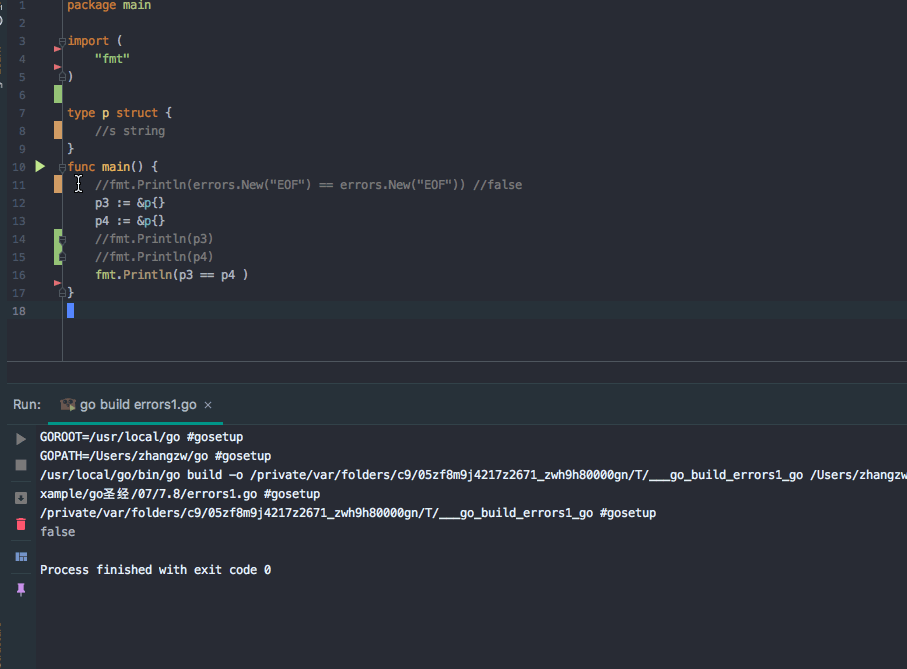 1 package main
2
3 import (
4 "fmt"
5 )
6
7 type p struct {
8 //s string
9 }
10 func main() {
11 //fmt.Println(errors.New("EOF") == errors.New("EOF")) //false
12 p3 := &p{}
13 p4 := &p{}
14 //fmt.Println(p3)
15 //fmt.Println(p4)
16 fmt.Println(p3 == p4 )
17 }
18
Run: go build errors1.go ×
GOROOT=/usr/local/go #gosetup
GOPATH=/Users/zhangzw/go #gosetup
/usr/local/go/bin/go build -o /private/var/folders/c9/05zf8m9j4217z2671_zwh9h80000gn/T/___go_build_errors1_go /Users/zhangzw
xample/go圣经/07/7.8/errors1.go #gosetup
/private/var/folders/c9/05zf8m9j4217z2671_zwh9h80000gn/T/___go_build_errors1_go #gosetup
false
Process finished with exit code 0